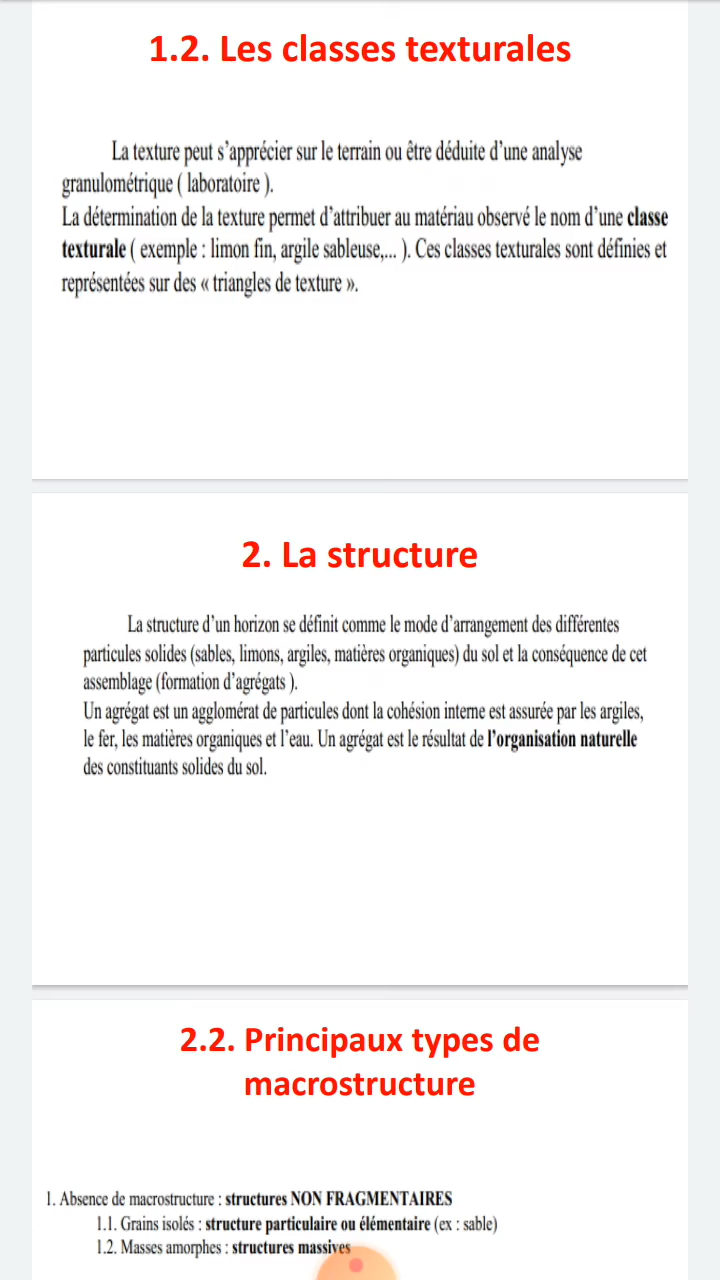 1.2. Les classes texturales
La texture peut s’apprécier sur le terrain ou être déduite d’une analyse
granulométrique ( laboratoire ).
La détermination de la texture permet d’attribuer au matériau observé le nom d’une classe
texturale ( exemple : limon fin, argile sableuse,... ). Ces classes texturales sont définies et
représentées sur des « triangles de texture ».
2. La structure
La structure d’un horizon se définit comme le mode d’arrangement des différentes
particules solides (sables, limons, argiles, matières organiques) du sol et la conséquence de cet
assemblage (formation d’agrégats ).
Un agrégat est un agglomérat de particules dont la cohésion interne est assurée par les argiles,
le fer, les matières organiques et l’eau. Un agrégat est le résultat de l’organisation naturelle
des constituants solides du sol.
2.2. Principaux types de
macrostructure
1. Absence de macrostructure : structures NON FRAGMENTAIRES
1.1. Grains isolés : structure particulaire ou élémentaire (ex : sable)
1.2. Masses amorphes : structures massives